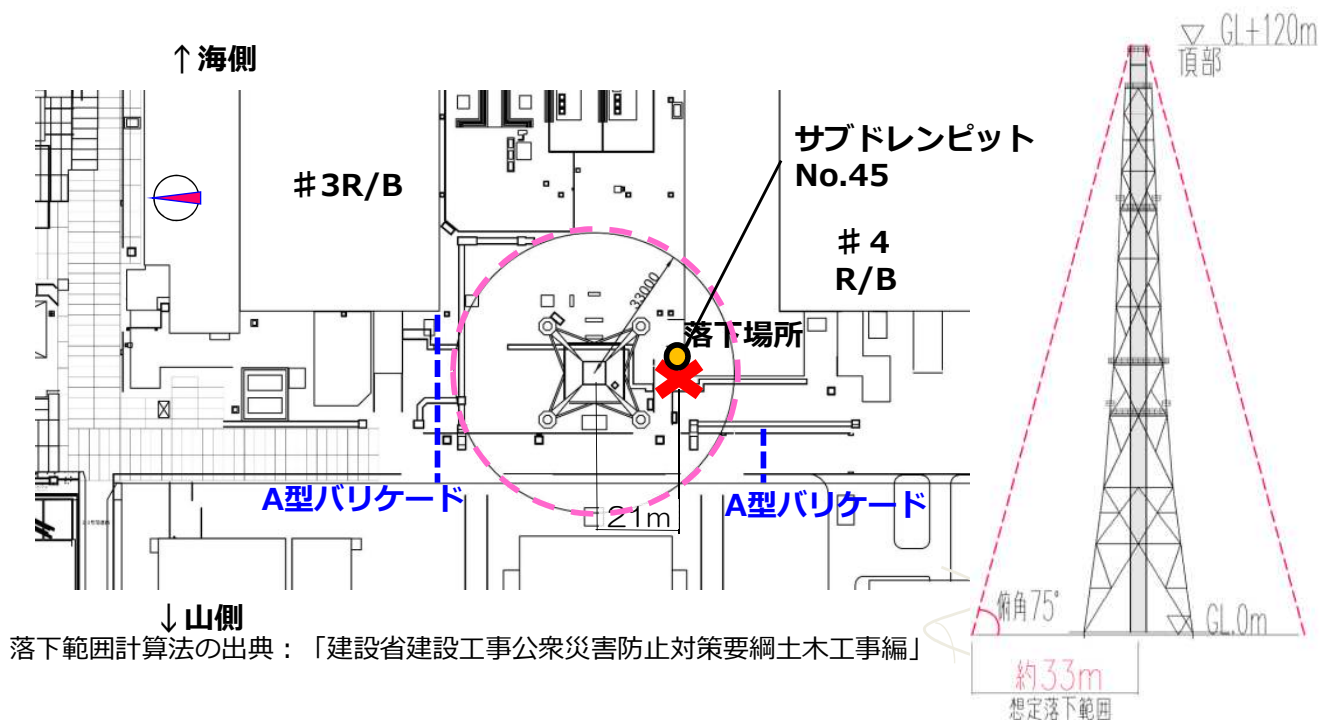 ↑海側
♯3R/B
サブドレンピット
No.45
♯４
R/B
33000
落下場所
A型バリケード
A型バリケード
21m
↓山側
落下範囲計算法の出典：「建設省建設工事公衆災害防止対策要綱土木工事編」
▽ GL+120m
頂部
俯角75°
GL.0m
約33m
想定落下範囲